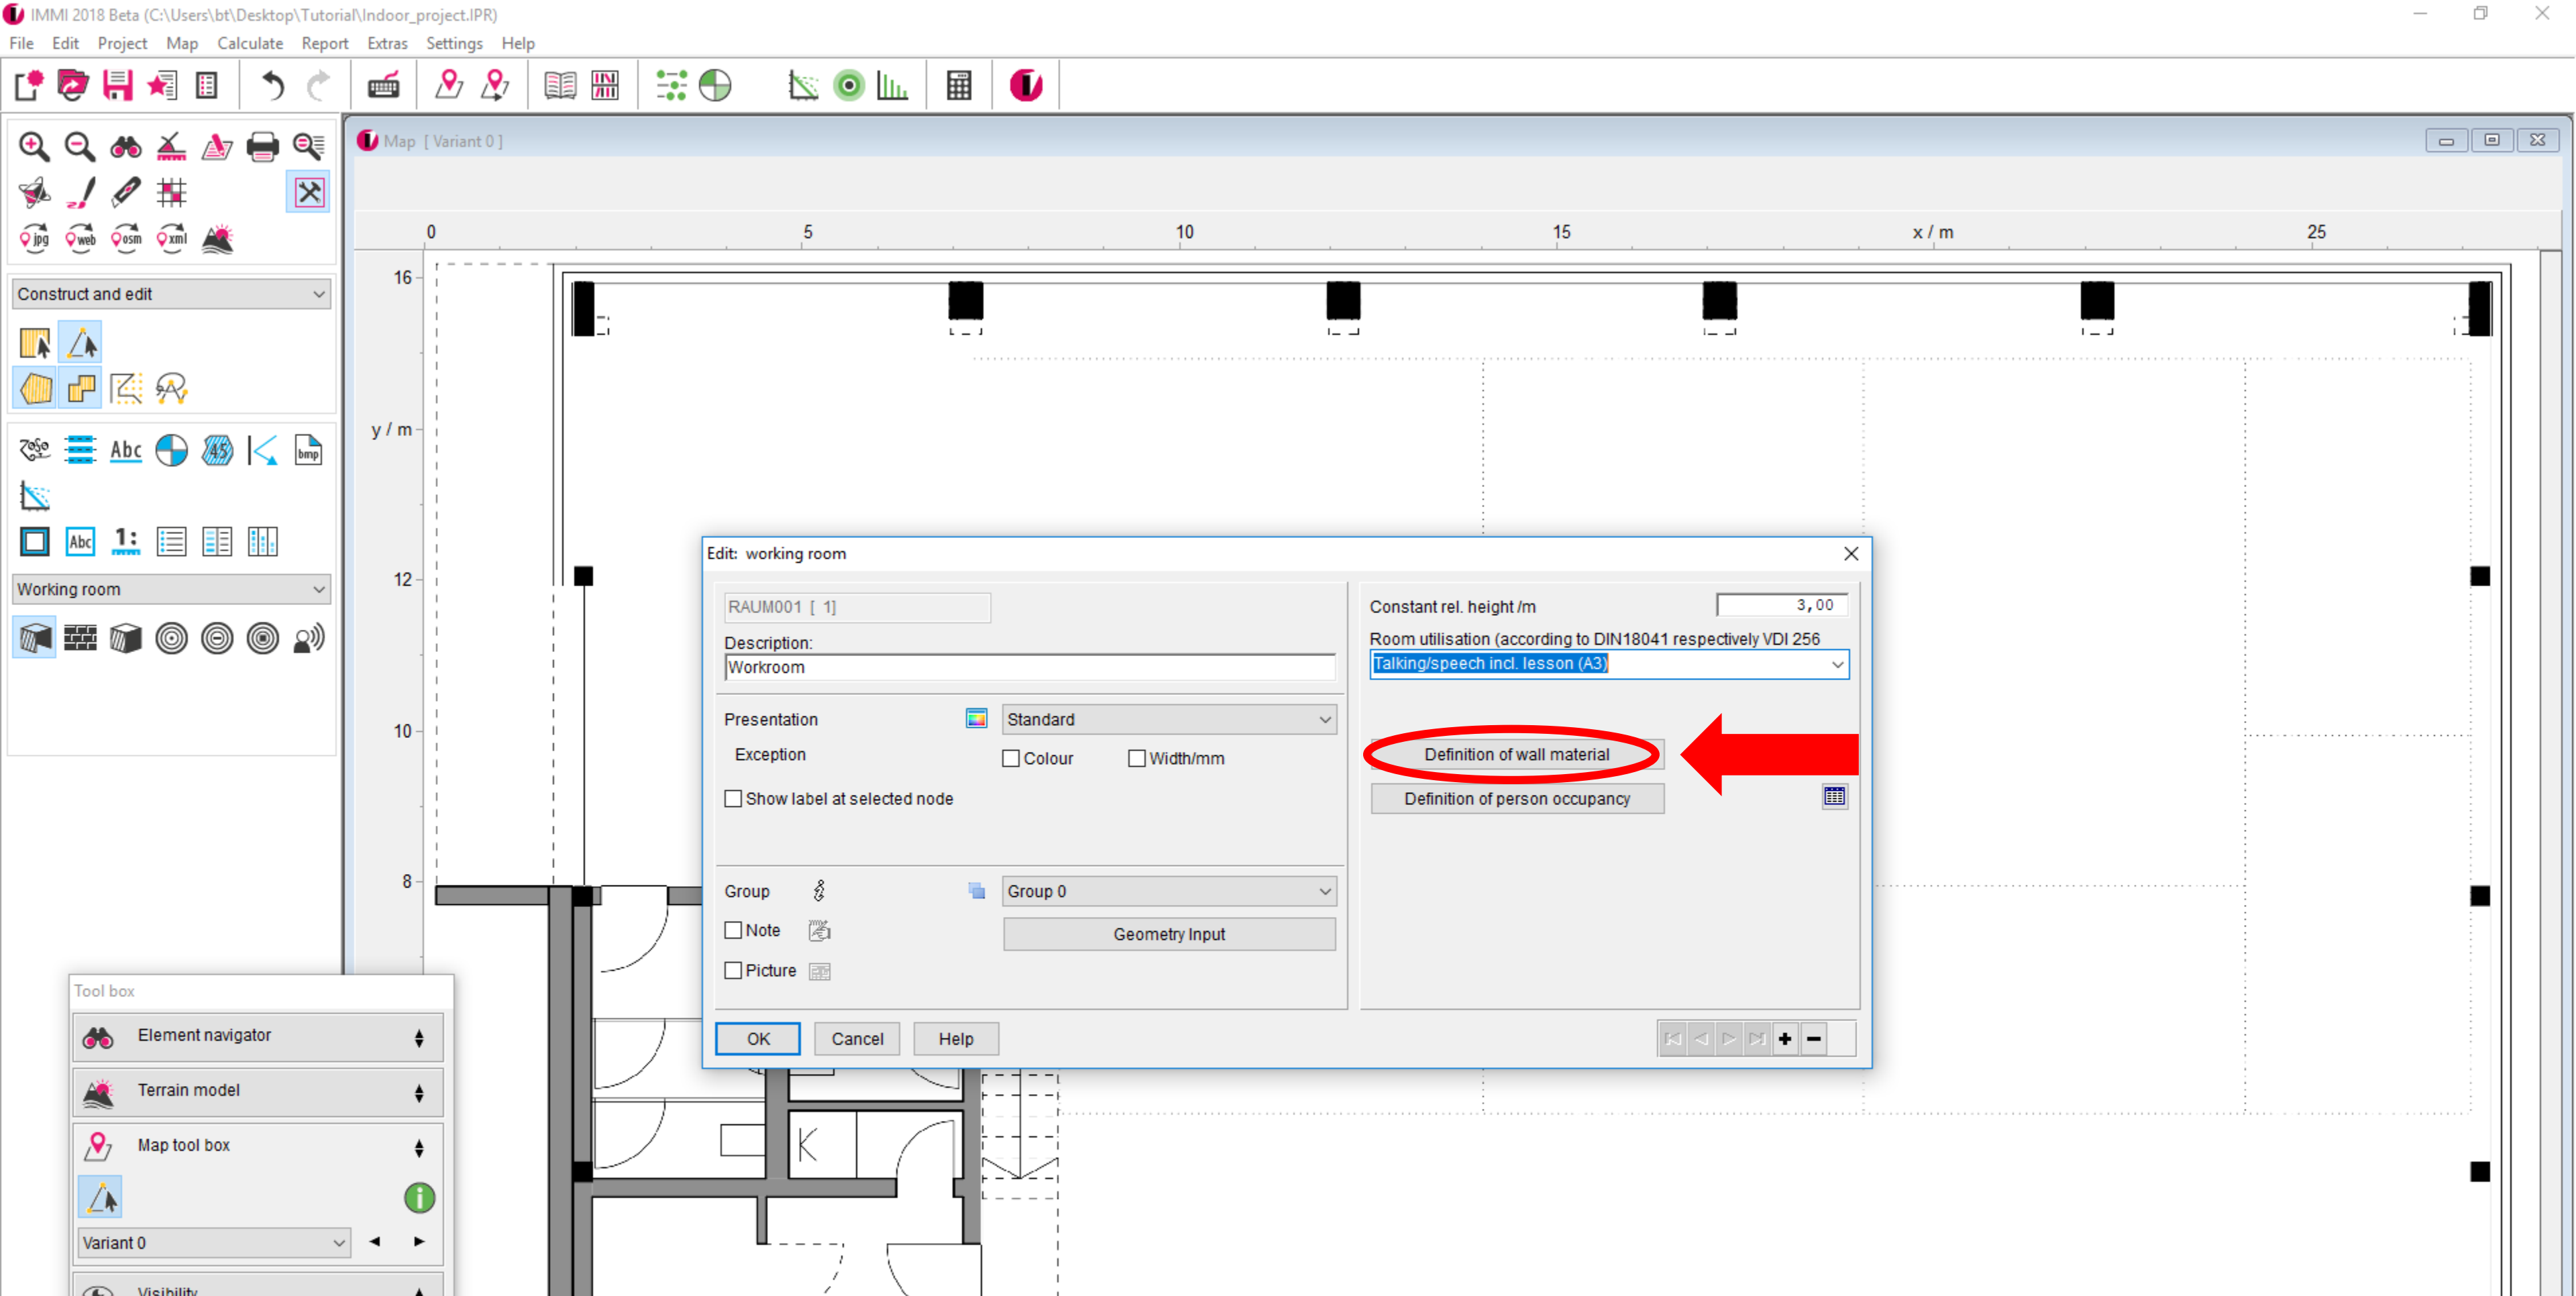 IMMI 2018 Beta (C:\Users\bt\Desktop\Tutorial\Indoor_project.IPR)
File Edit Project Map Calculate Report Extras Settings Help
Map [ Variant 0 ]
jpg web osm xml
0 5 10 15 x / m 25
16
Construct and edit
y / m
Abc 45 bmp
Abc 1:
12
Working room
10
8
Edit: working room
RAUM001 [ 1]
Description:
Workroom
Presentation Standard
Exception Colour Width/mm
Show label at selected node
Group Group 0
Note Geometry Input
Picture
OK Cancel Help
Constant rel. height /m 3,00
Room utilisation (according to DIN18041 respectively VDI 256
Talking/speech incl. lesson (A3)
Definition of wall material
Definition of person occupancy
Tool box
Element navigator
Terrain model
Map tool box
Variant 0
Visibility
K